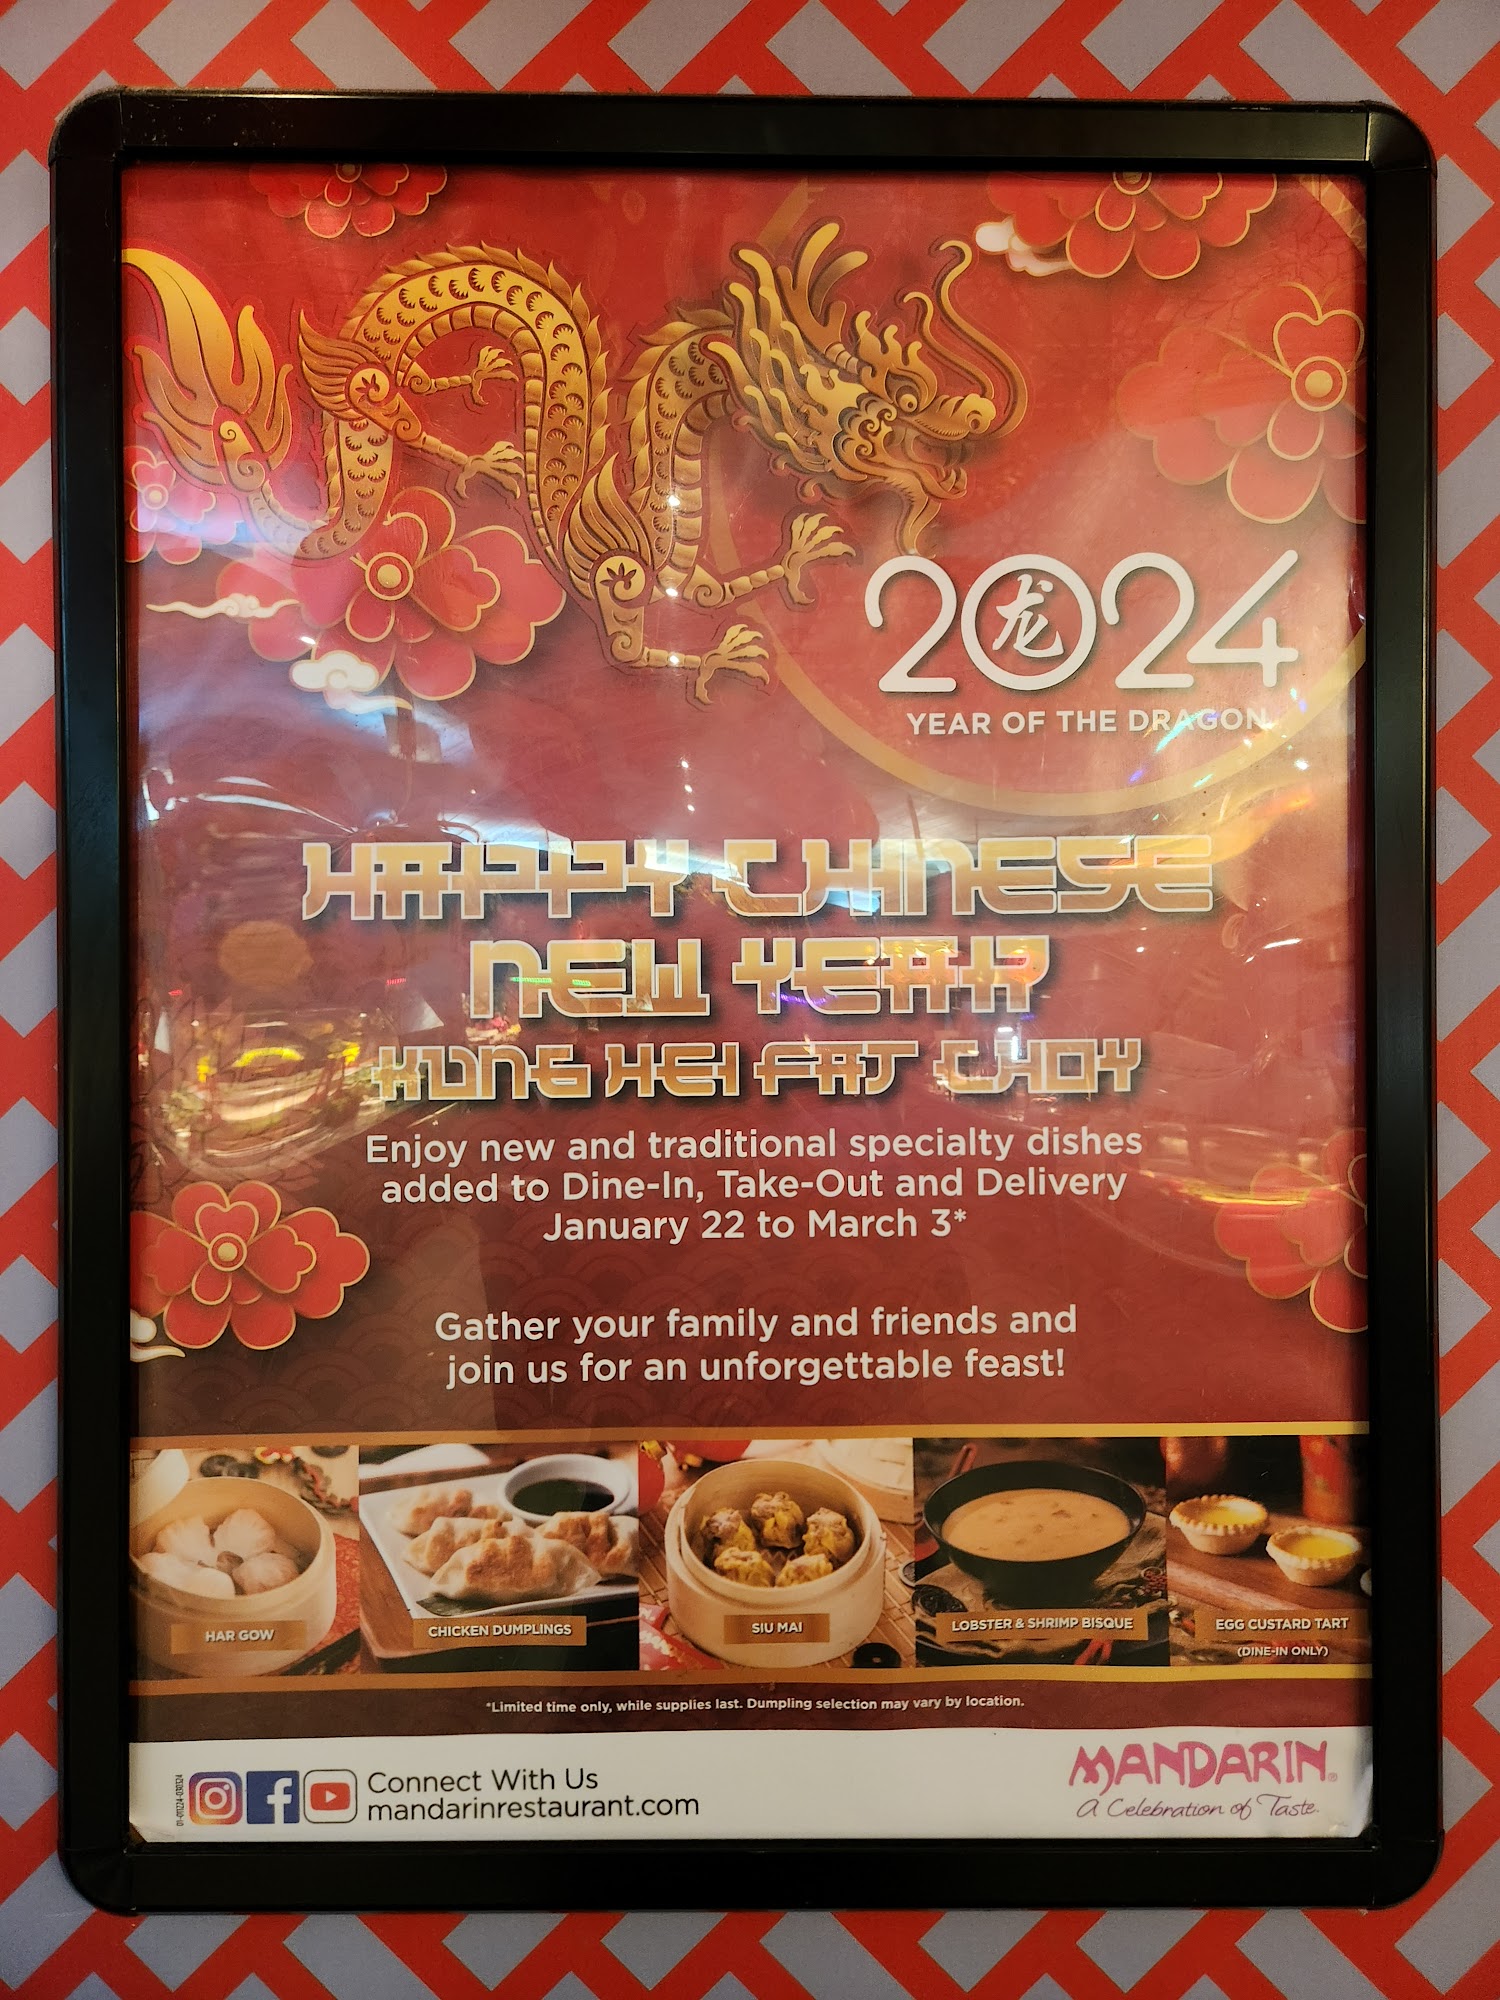 2024
龙
YEAR OF THE DRAGON
HAPPY CHINESE
NEW YEAR
KUNG HEI FAT CHOY
Enjoy new and traditional specialty dishes
added to Dine-In, Take-Out and Delivery
January 22 to March 3*
Gather your family and friends and
join us for an unforgettable feast!
HAR GOW
CHICKEN DUMPLINGS
SIU MAI
LOBSTER & SHRIMP BISQUE
EGG CUSTARD TART
(DINE-IN ONLY)
*Limited time only, while supplies last. Dumpling selection may vary by location.
Connect With Us
mandarinrestaurant.com
MANDARIN®
A Celebration of Taste.